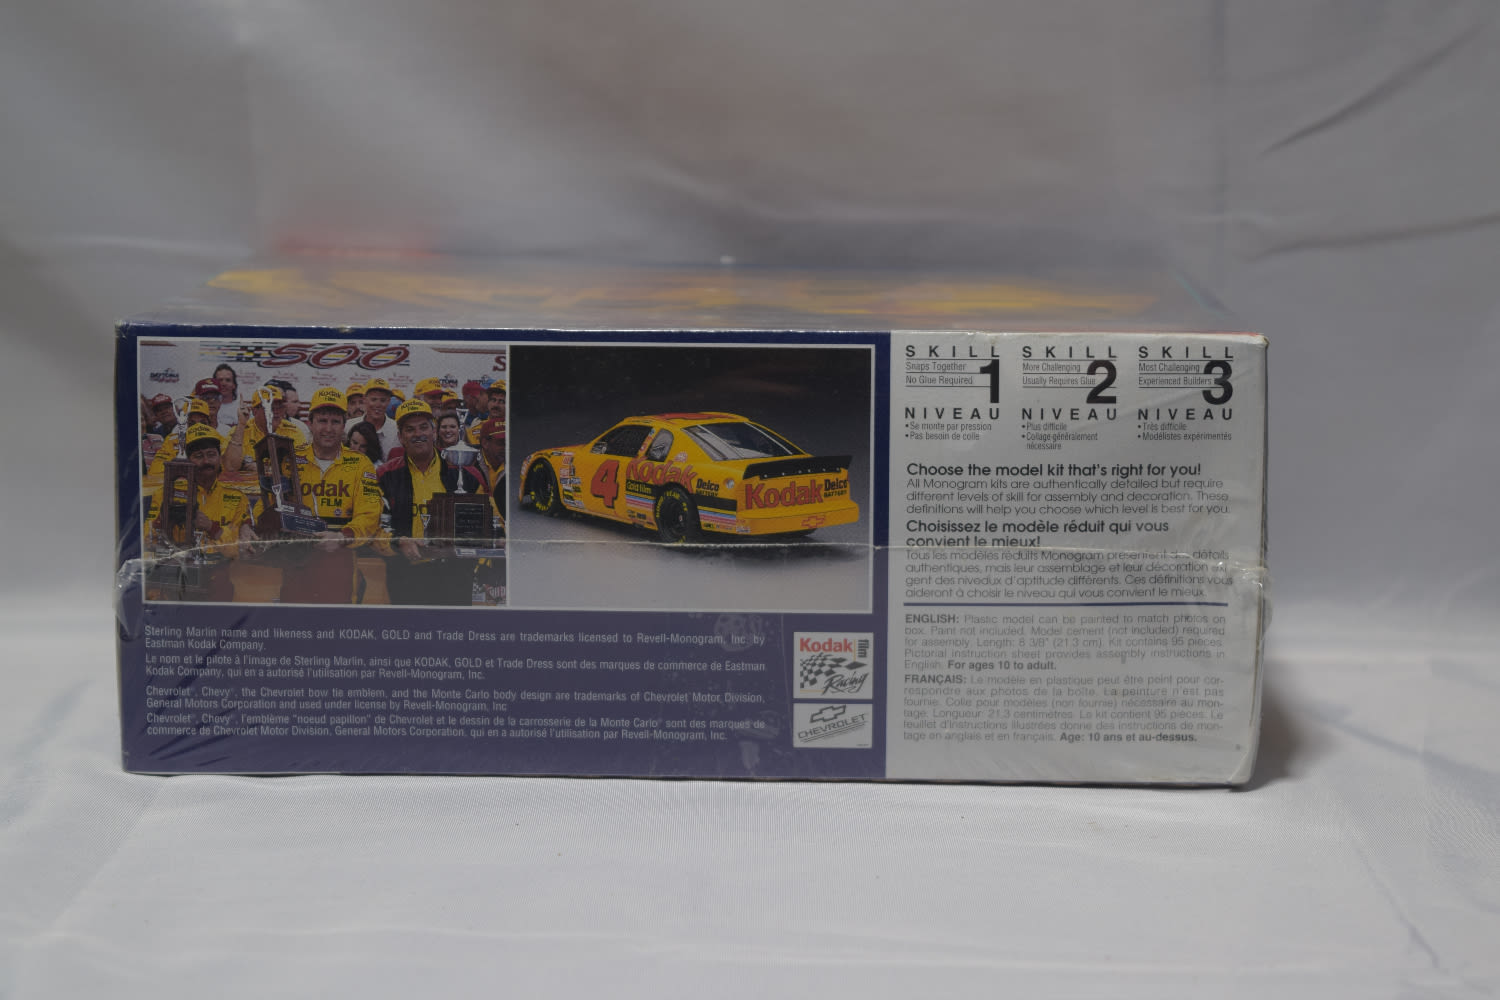 500
DAYTONA
Kodak
Film
Kodak
Film
Kodak
Delco
odak
FILM
4
Kodak
Gold Film
Delco
BATTERY
Kodak
Delco
BATTERY
Sterling Marlin name and likeness and KODAK, GOLD and Trade Dress are trademarks licensed to Revell-Monogram, Inc. by
Eastman Kodak Company.
Le nom et le pilote à l'image de Sterling Marlin, ainsi que KODAK, GOLD et Trade Dress sont des marques de commerce de Eastman
Kodak Company, qui en a autorisé l'utilisation par Revell-Monogram, Inc.
Chevrolet, Chevy, the Chevrolet bow tie emblem, and the Monte Carlo body design are trademarks of Chevrolet Motor Division,
General Motors Corporation and used under license by Revell-Monogram, Inc
Chevrolet, Chevy, l'emblème "noeud papillon" de Chevrolet et le dessin de la carrosserie de la Monte Carlo sont des marques de
commerce de Chevrolet Motor Division, General Motors Corporation, qui en a autorisé l'utilisation par Revell-Monogram, Inc.
Kodak
film
Racing
CHEVROLET
SKILL
Snaps Together
No Glue Required
1
NIVEAU
• Se monte par pression
• Pas besoin de colle
SKILL
More Challenging
Usually Requires Glue
2
NIVEAU
• Plus difficile
• Collage généralement
nécessaire
SKILL
Most Challenging
Experienced Builders
3
NIVEAU
• Très difficile
• Modélistes expérimentés
Choose the model kit that's right for you!
All Monogram kits are authentically detailed but require
different levels of skill for assembly and decoration. These
definitions will help you choose which level is best for you.
Choisissez le modèle réduit qui vous
convient le mieux!
Tous les modèles réduits Monogram présentent des détails
authentiques, mais leur assemblage et leur décoration exi
gent des niveaux d'aptitude différents. Ces définitions vous
aideront à choisir le niveau qui vous convient le mieux.
ENGLISH: Plastic model can be painted to match photos on
box. Paint not included. Model cement (not included) required
for assembly. Length: 8 3/8" (21.3 cm). Kit contains 95 pieces.
Pictorial instruction sheet provides assembly instructions in
English. For ages 10 to adult.
FRANÇAIS: Le modèle en plastique peut être peint pour cor-
respondre aux photos de la boîte. La peinture n'est pas
fournie. Colle pour modèles (non fournie) nécessaire au mon-
tage. Longueur: 21.3 centimètres. Le kit contient 95 pièces. Le
feuillet d'instructions illustrées donne des instructions de mon-
tage en anglais et en français. Age: 10 ans et au-dessus.